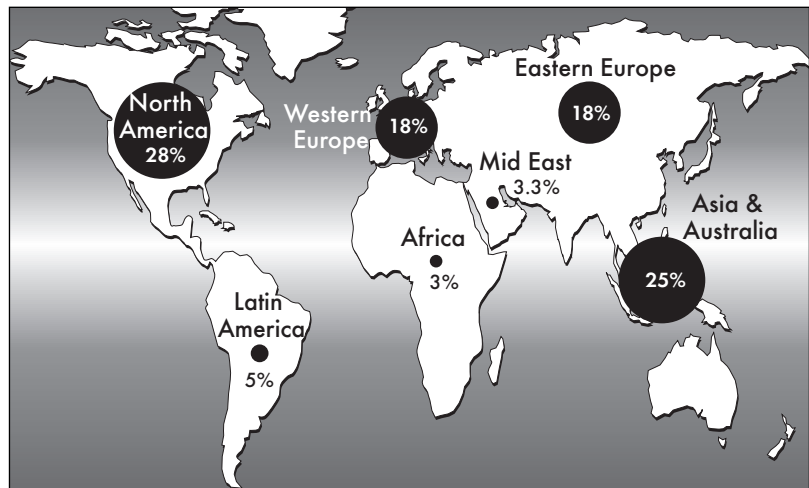 North
America
28%
Western
Europe
18%
Eastern Europe
18%
Mid East
3.3%
Asia &
Australia
25%
Africa
3%
Latin
America
5%